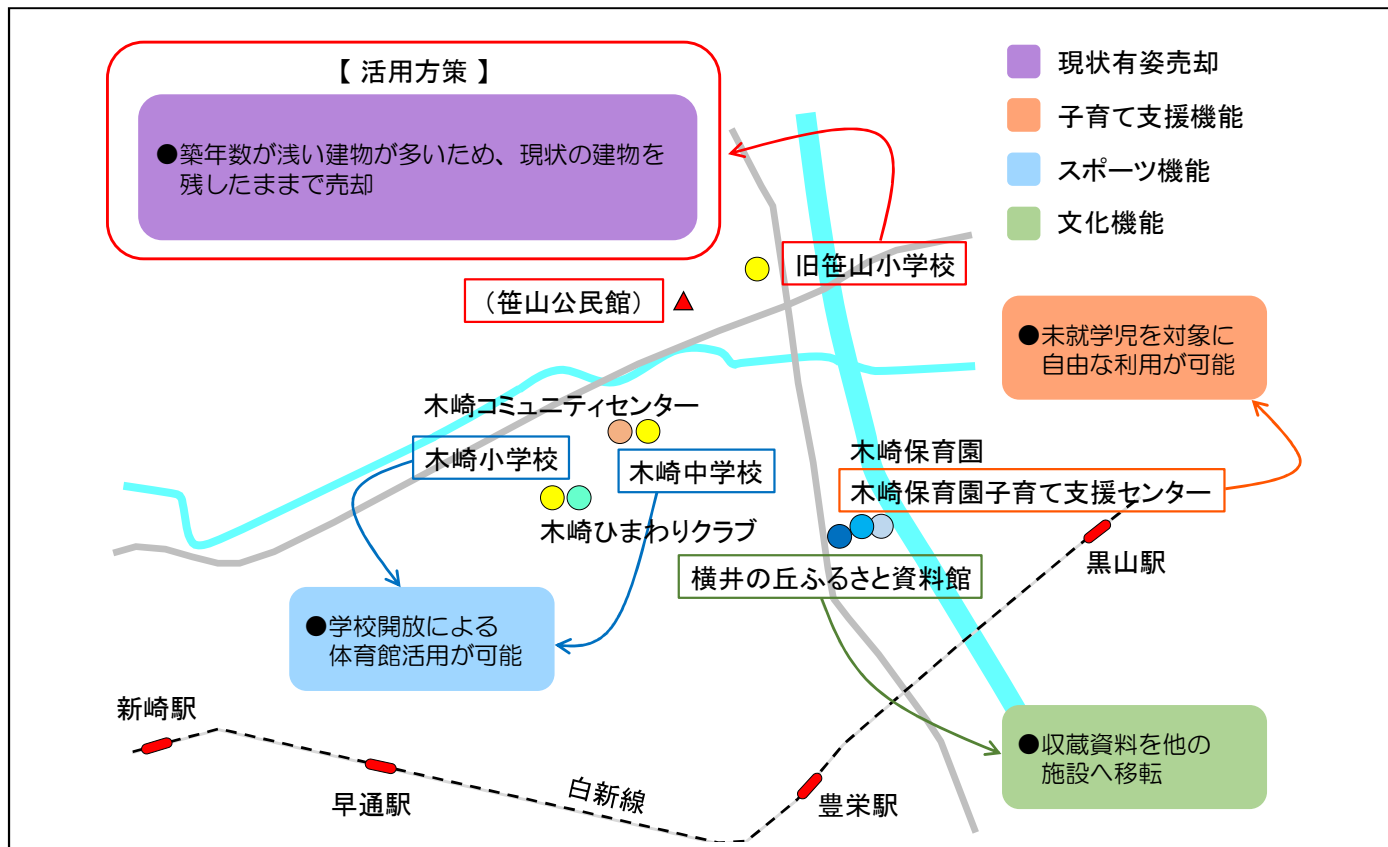 【 活用方策 】
●築年数が浅い建物が多いため、現状の建物を
残したままで売却
現状有姿売却
子育て支援機能
スポーツ機能
文化機能
旧笹山小学校
（笹山公民館）
●未就学児を対象に
自由な利用が可能
木崎コミュニティセンター
木崎小学校
木崎中学校
木崎保育園
木崎保育園子育て支援センター
木崎ひまわりクラブ
黒山駅
横井の丘ふるさと資料館
●学校開放による
体育館活用が可能
新崎駅
●収蔵資料を他の
施設へ移転
早通駅
白新線
豊栄駅